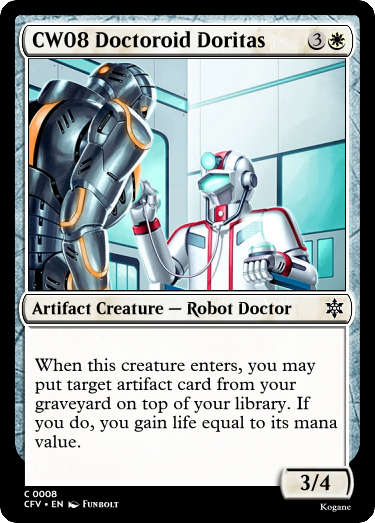 CW08 Doctoroid Doritas 3
Artifact Creature — Robot Doctor
When this creature enters, you may
put target artifact card from your
graveyard on top of your library. If
you do, you gain life equal to its mana
value.
3/4
C 0008
CFV • EN Funbolt
Kogane